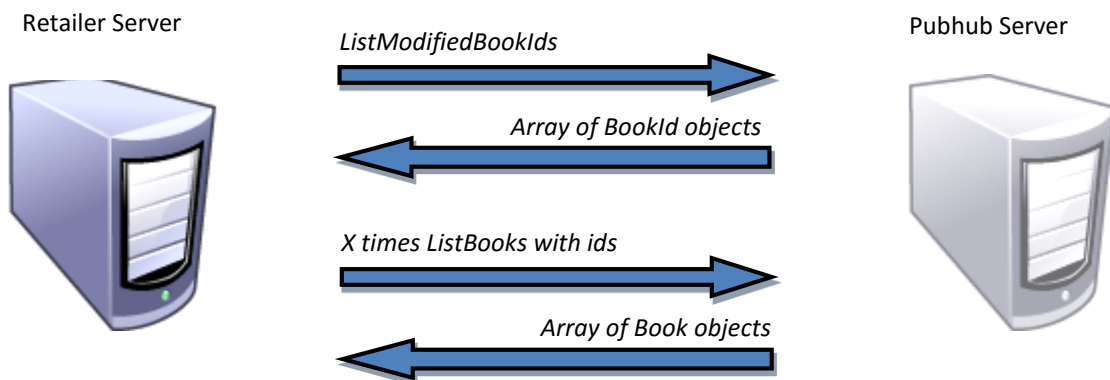 Retailer Server
Pubhub Server
ListModifiedBookIds
Array of BookId objects
X times ListBooks with ids
Array of Book objects